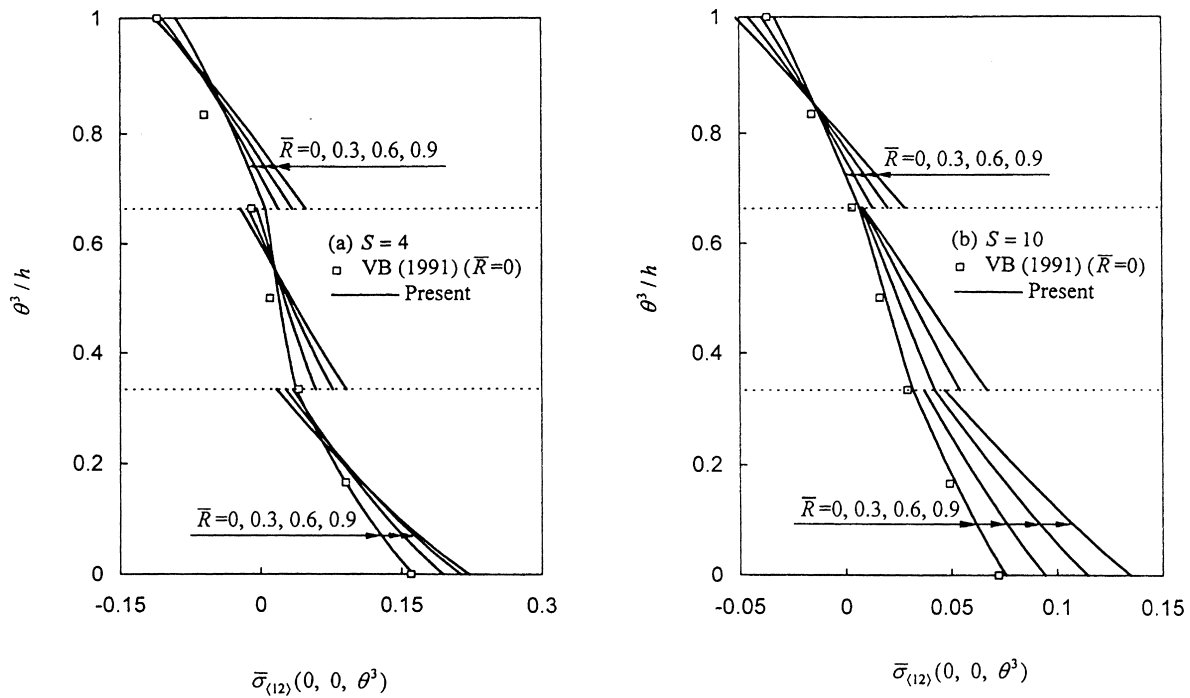 1
0.8
0.6
0.4
0.2
0
θ³ / h
R̅=0, 0.3, 0.6, 0.9
(a) S = 4
VB (1991) (R̅=0)
Present
R̅=0, 0.3, 0.6, 0.9
-0.15
0
0.15
0.3
σ̅⟨12⟩(0, 0, θ³)
1
0.8
0.6
0.4
0.2
0
θ³ / h
R̅=0, 0.3, 0.6, 0.9
(b) S = 10
VB (1991) (R̅=0)
Present
R̅=0, 0.3, 0.6, 0.9
-0.05
0
0.05
0.1
0.15
σ̅⟨12⟩(0, 0, θ³)